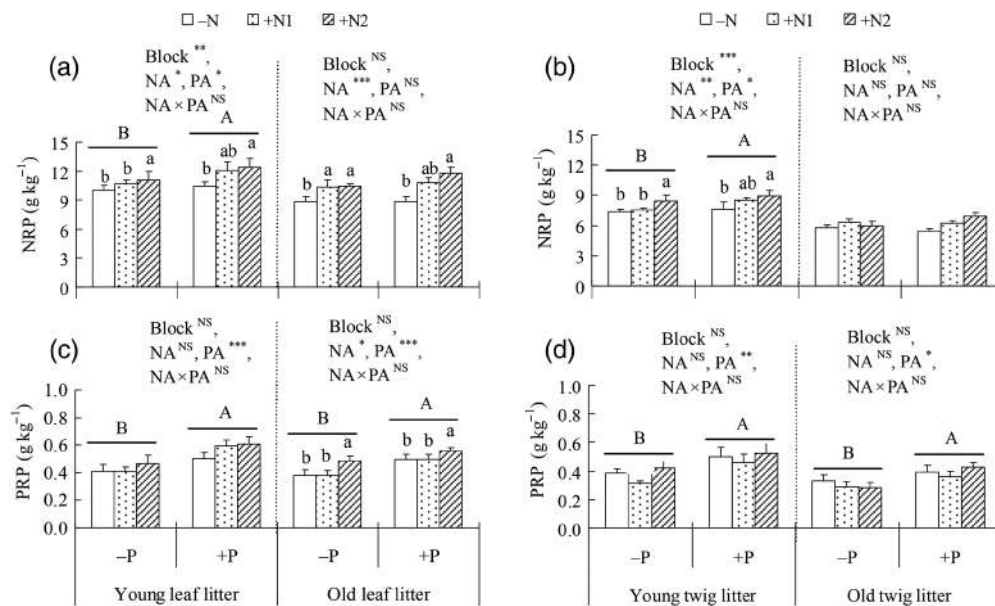 –N +N1 +N2
(a)
Block **,
NA *, PA *,
NA × PA NS
Block NS,
NA ***, PA NS,
NA × PA NS
B
A
b b a
b ab a
b a a
b ab a
NRP (g kg⁻¹)
15
12
9
6
3
0
(c)
Block NS,
NA NS, PA ***,
NA × PA NS
Block NS,
NA *, PA ***,
NA × PA NS
B
A
B
A
b b a
b b a
PRP (g kg⁻¹)
1.0
0.8
0.6
0.4
0.2
0.0
–P +P –P +P
Young leaf litter Old leaf litter
–N +N1 +N2
(b)
Block ***,
NA **, PA *,
NA × PA NS
Block NS,
NA NS, PA NS,
NA × PA NS
B
A
b b a
b ab a
NRP (g kg⁻¹)
15
12
9
6
3
0
(d)
Block NS,
NA NS, PA **,
NA × PA NS
Block NS,
NA NS, PA *,
NA × PA NS
B
A
B
A
PRP (g kg⁻¹)
1.0
0.8
0.6
0.4
0.2
0.0
–P +P –P +P
Young twig litter Old twig litter